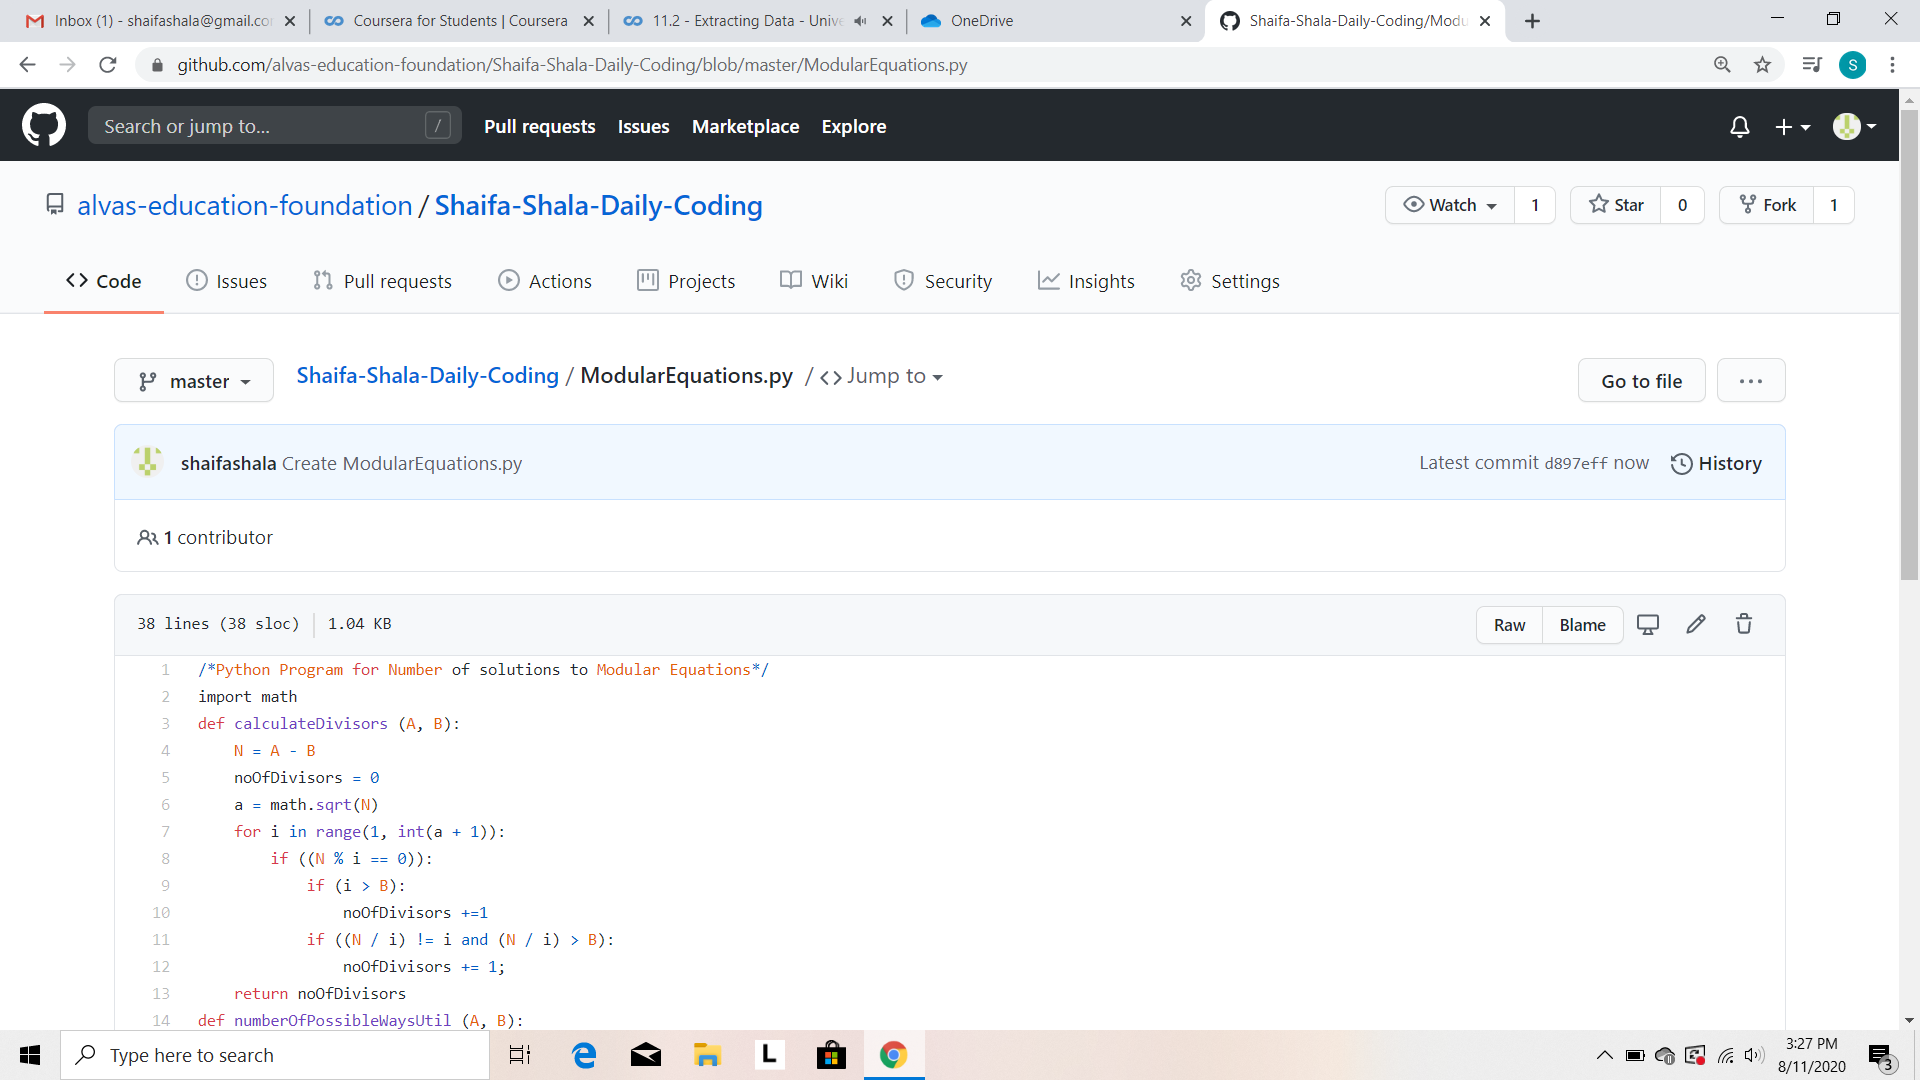 Inbox (1) - shaifashala@gmail.cor
Coursera for Students | Coursera
11.2 - Extracting Data - Unive
OneDrive
Shaifa-Shala-Daily-Coding/Modu
github.com/alvas-education-foundation/Shaifa-Shala-Daily-Coding/blob/master/ModularEquations.py
S
Search or jump to...
/
Pull requests
Issues
Marketplace
Explore
alvas-education-foundation / Shaifa-Shala-Daily-Coding
Watch 1
Star 0
Fork 1
Code
Issues
Pull requests
Actions
Projects
Wiki
Security
Insights
Settings
master
Shaifa-Shala-Daily-Coding / ModularEquations.py / <> Jump to
Go to file
...
shaifashala Create ModularEquations.py
Latest commit d897eff now
History
1 contributor
38 lines (38 sloc) | 1.04 KB
Raw
Blame
1 /*Python Program for Number of solutions to Modular Equations*/
2 import math
3 def calculateDivisors (A, B):
4     N = A - B
5     noOfDivisors = 0
6     a = math.sqrt(N)
7     for i in range(1, int(a + 1)):
8         if ((N % i == 0)):
9             if (i > B):
10                 noOfDivisors +=1
11             if ((N / i) != i and (N / i) > B):
12                 noOfDivisors += 1;
13     return noOfDivisors
14 def numberOfPossibleWaysUtil (A, B):
Type here to search
L
3:27 PM
8/11/2020
3